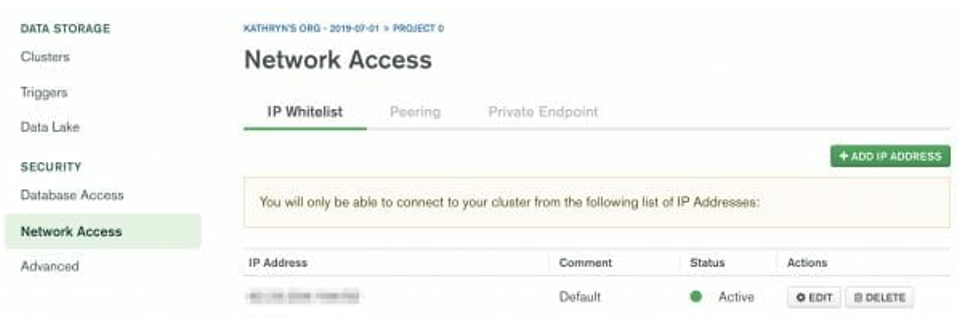 DATA STORAGE
Clusters
Triggers
Data Lake
SECURITY
Database Access
Network Access
Advanced
KATHRYN'S ORG - 2019-07-01 > PROJECT 0
Network Access
IP Whitelist Peering Private Endpoint
+ ADD IP ADDRESS
You will only be able to connect to your cluster from the following list of IP Addresses:
IP Address Comment Status Actions
Default Active EDIT DELETE